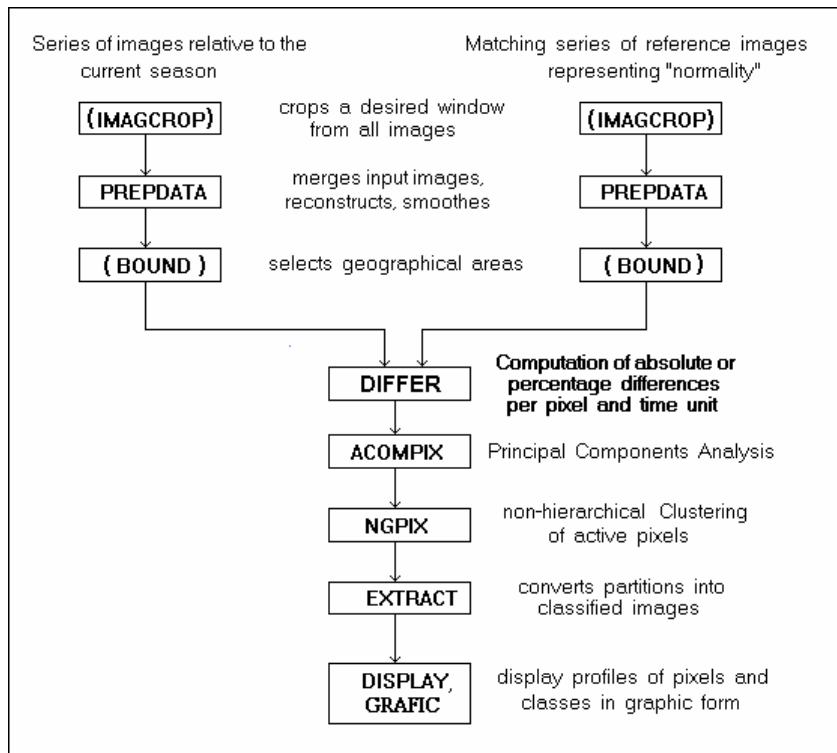 Series of images relative to the
current season
Matching series of reference images
representing "normality"
(IMAGCROP)
crops a desired window
from all images
(IMAGCROP)
PREPDATA
merges input images,
reconstructs, smoothes
PREPDATA
(BOUND )
selects geographical areas
(BOUND )
DIFFER
Computation of absolute or
percentage differences
per pixel and time unit
ACOMPIX
Principal Components Analysis
NGPIX
non-hierarchical Clustering
of active pixels
EXTRACT
converts partitions into
classified images
DISPLAY,
GRAFIC
display profiles of pixels and
classes in graphic form